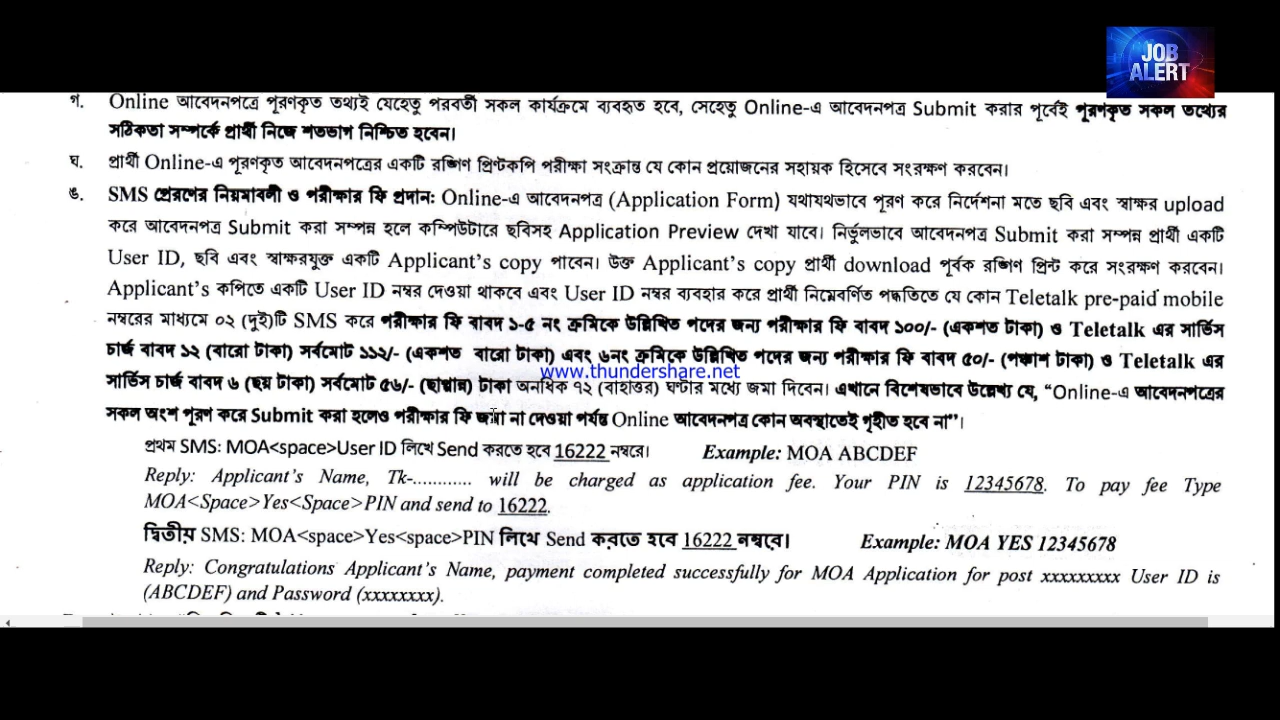 JOB
ALERT
গ. Online আবেদনপত্রে পূরণকৃত তথ্যই যেহেতু পরবর্তী সকল কার্যক্রমে ব্যবহৃত হবে, সেহেতু Online-এ আবেদনপত্র Submit করার পূর্বেই পূরণকৃত সকল তথ্যের
সঠিকতা সম্পর্কে প্রার্থী নিজে শতভাগ নিশ্চিত হবেন।
ঘ. প্রার্থী Online-এ পূরণকৃত আবেদনপত্রের একটি রঙ্গিণ প্রিন্টকপি পরীক্ষা সংক্রান্ত যে কোন প্রয়োজনের সহায়ক হিসেবে সংরক্ষণ করবেন।
ঙ. SMS প্রেরণের নিয়মাবলী ও পরীক্ষার ফি প্রদান: Online-এ আবেদনপত্র (Application Form) যথাযথভাবে পূরণ করে নির্দেশনা মতে ছবি এবং স্বাক্ষর upload
করে আবেদনপত্র Submit করা সম্পন্ন হলে কম্পিউটারে ছবিসহ Application Preview দেখা যাবে। নির্ভুলভাবে আবেদনপত্র Submit করা সম্পন্ন প্রার্থী একটি
User ID, ছবি এবং স্বাক্ষরযুক্ত একটি Applicant's copy পাবেন। উক্ত Applicant's copy প্রার্থী download পূর্বক রঙ্গিণ প্রিন্ট করে সংরক্ষণ করবেন।
Applicant's কপিতে একটি User ID নম্বর দেওয়া থাকবে এবং User ID নম্বর ব্যবহার করে প্রার্থী নিম্নেবর্ণিত পদ্ধতিতে যে কোন Teletalk pre-paid mobile
নম্বরের মাধ্যমে ০২ (দুই)টি SMS করে পরীক্ষার ফি বাবদ ১-৫ নং ক্রমিকে উল্লিখিত পদের জন্য পরীক্ষার ফি বাবদ ১০০/- (একশত টাকা) ও Teletalk এর সার্ভিস
চার্জ বাবদ ১২ (বারো টাকা) সর্বমোট ১১২/- (একশত বারো টাকা) এবং ৬নং ক্রমিকে উল্লিখিত পদের জন্য পরীক্ষার ফি বাবদ ৫০/- (পঞ্চাশ টাকা) ও Teletalk এর
www.thundershare.net
সার্ভিস চার্জ বাবদ ৬ (ছয় টাকা) সর্বমোট ৫৬/- (ছাপ্পান্ন) টাকা অনধিক ৭২ (বাহাত্তর) ঘণ্টার মধ্যে জমা দিবেন। এখানে বিশেষভাবে উল্লেখ্য যে, “Online-এ আবেদনপত্রের
সকল অংশ পূরণ করে Submit করা হলেও পরীক্ষার ফি জমা না দেওয়া পর্যন্ত Online আবেদনপত্র কোন অবস্থাতেই গৃহীত হবে না”।
প্রথম SMS: MOA<space>User ID লিখে Send করতে হবে 16222 নম্বরে। Example: MOA ABCDEF
Reply: Applicant's Name, Tk-............ will be charged as application fee. Your PIN is 12345678. To pay fee Type
MOA<Space>Yes<Space>PIN and send to 16222.
দ্বিতীয় SMS: MOA<space>Yes<space>PIN লিখে Send করতে হবে 16222 নম্বরে। Example: MOA YES 12345678
Reply: Congratulations Applicant's Name, payment completed successfully for MOA Application for post xxxxxxxxx User ID is
(ABCDEF) and Password (xxxxxxxx).